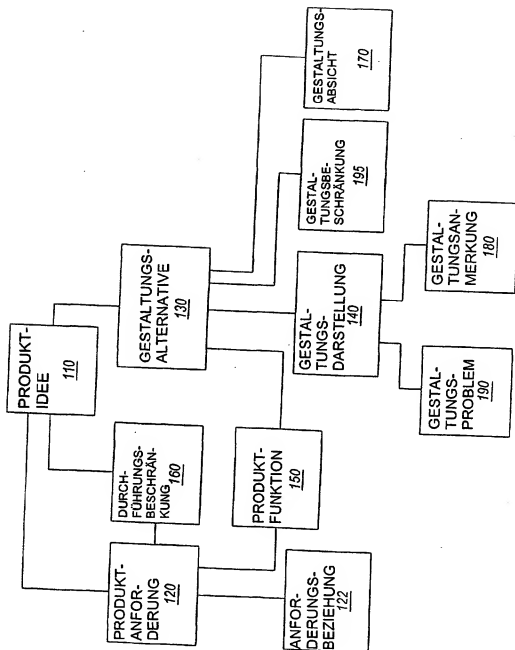 PRODUKT-
IDEE
110
GESTALTUNGS-
ALTERNATIVE
130
GESTALTUNGS-
ABSICHT
170
DURCH-
FÜHRUNGS-
BESCHRÄN-
KUNG 160
GESTAL-
TUNGSBE-
SCHRÄNKUNG
195
PRODUKT-
ANFOR-
DERUNG
120
PRODUKT-
FUNKTION
150
GESTAL-
TUNGS-
DARSTELLUNG
140
ANFOR-
DERUNGS-
BEZIEHUNG
122
GESTAL-
TUNGS-
PROBLEM
190
GESTAL-
TUNGSAN-
MERKUNG
180